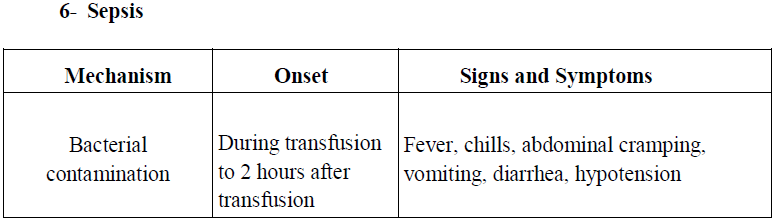 6- Sepsis
Mechanism Onset Signs and Symptoms
Bacterial
contamination
During transfusion
to 2 hours after
transfusion
Fever, chills, abdominal cramping,
vomiting, diarrhea, hypotension